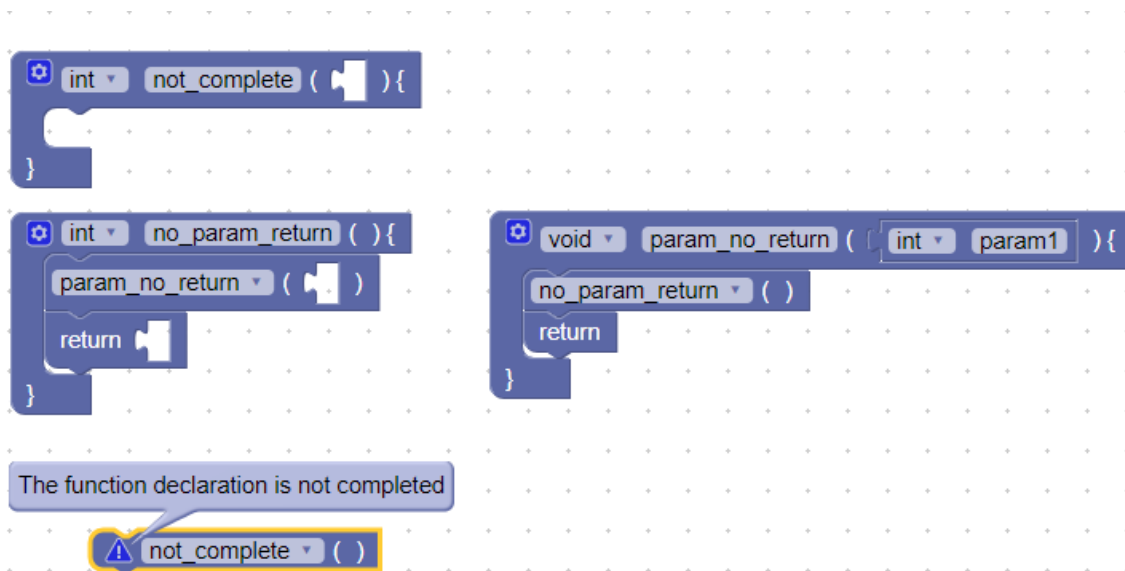 int not_complete ( ) {
}
int no_param_return ( ) {
param_no_return ( )
return
}
void param_no_return ( int param1 ) {
no_param_return ( )
return
}
The function declaration is not completed
not_complete ( )